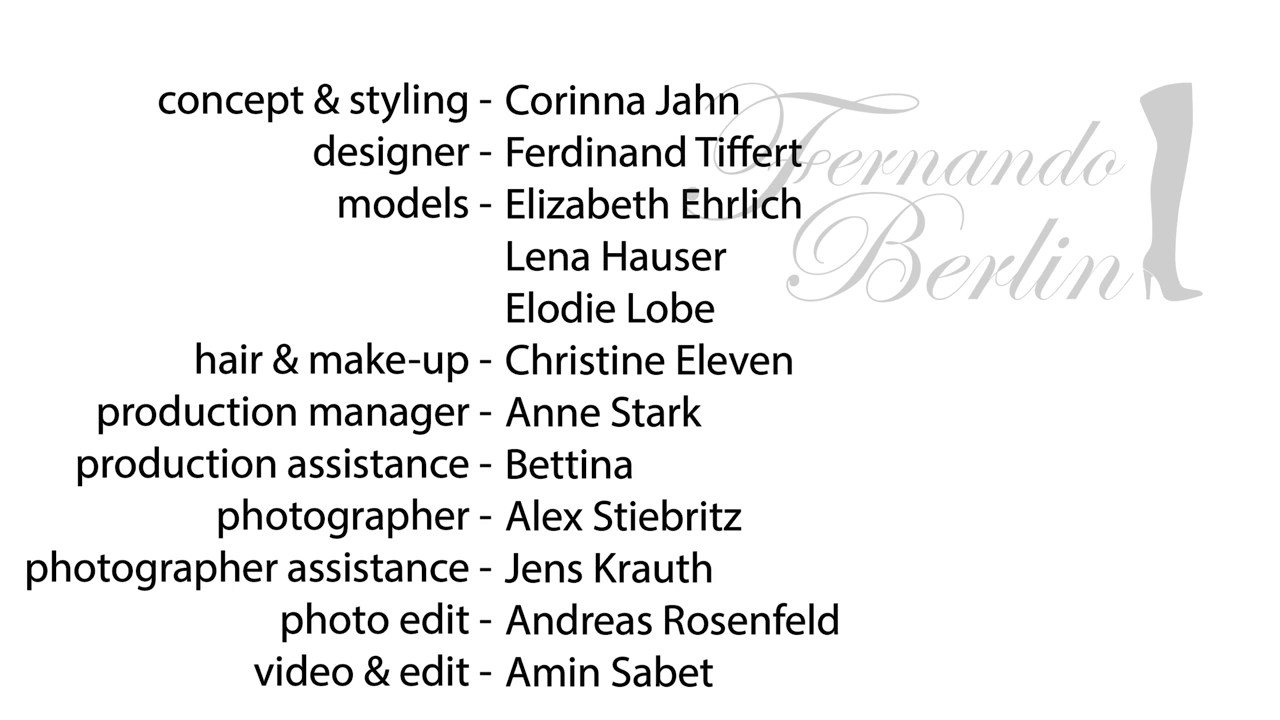 concept & styling - Corinna Jahn
designer - Ferdinand Tiffert
models - Elizabeth Ehrlich
Lena Hauser
Elodie Lobe
hair & make-up - Christine Eleven
production manager - Anne Stark
production assistance - Bettina
photographer - Alex Stiebritz
photographer assistance - Jens Krauth
photo edit - Andreas Rosenfeld
video & edit - Amin Sabet
Fernando
Berlin